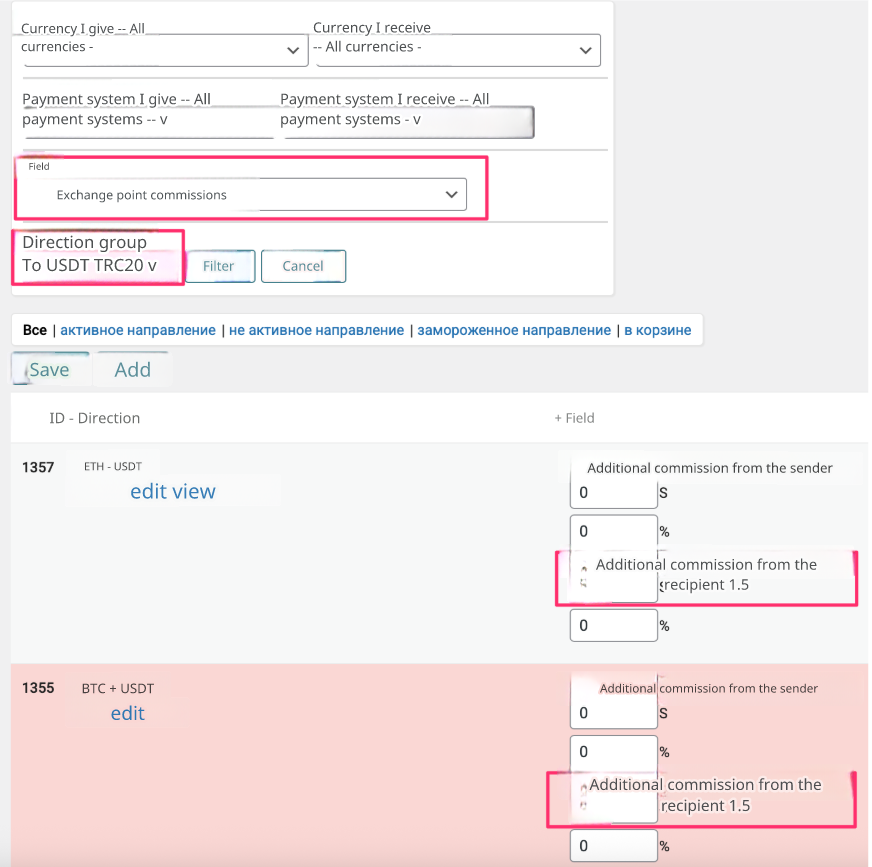 Currency I give -- All
currencies -
Currency I receive
-- All currencies -
Payment system I give -- All
payment systems -- v
Payment system I receive -- All
payment systems - v
Field
Exchange point commissions
Direction group
To USDT TRC20 v
Filter
Cancel
Все | активное направление | не активное направление | замороженное направление | в корзине
Save
Add
ID - Direction
+ Field
1357
ETH - USDT
edit view
Additional commission from the sender
0 S
0 %
Additional commission from the
recipient 1.5
0 %
1355
BTC + USDT
edit
Additional commission from the sender
0 S
0 %
Additional commission from the
recipient 1.5
0 %